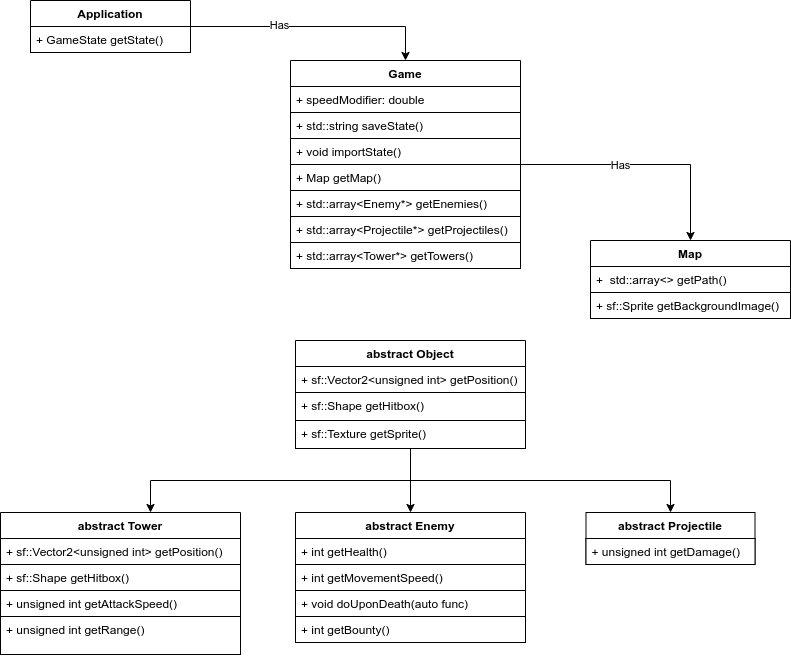 Application
+ GameState getState()
Has
Game
+ speedModifier: double
+ std::string saveState()
+ void importState()
+ Map getMap()
+ std::array<Enemy*> getEnemies()
+ std::array<Projectile*> getProjectiles()
+ std::array<Tower*> getTowers()
Has
Map
+  std::array<> getPath()
+ sf::Sprite getBackgroundImage()
abstract Object
+ sf::Vector2<unsigned int> getPosition()
+ sf::Shape getHitbox()
+ sf::Texture getSprite()
abstract Tower
+ sf::Vector2<unsigned int> getPosition()
+ sf::Shape getHitbox()
+ unsigned int getAttackSpeed()
+ unsigned int getRange()
abstract Enemy
+ int getHealth()
+ int getMovementSpeed()
+ void doUponDeath(auto func)
+ int getBounty()
abstract Projectile
+ unsigned int getDamage()